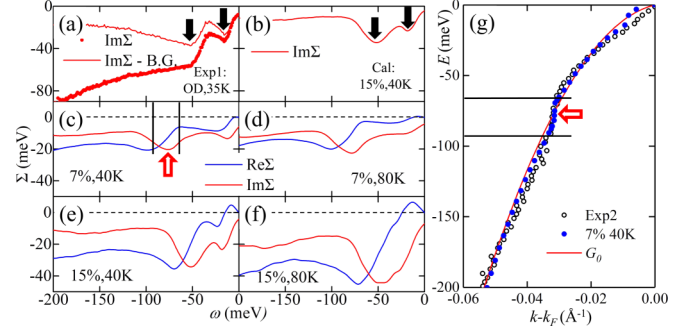 (a)
0
-40
-80
ImΣ
ImΣ - B.G.
Exp1:
OD,35K
(b)
ImΣ
Cal:
15%,40K
(c)
0
-20
-40
7%,40K
(d)
ReΣ
ImΣ
7%,80K
Σ (meV)
(e)
0
-20
-40
15%,40K
-200 -150 -100 -50 0
(f)
15%,80K
-150 -100 -50 0
ω (meV)
(g)
E (meV)
0
-50
-100
-150
-200
Exp2
7% 40K
G0
-0.06 -0.04 -0.02 0.00
k-kF (Å-1)